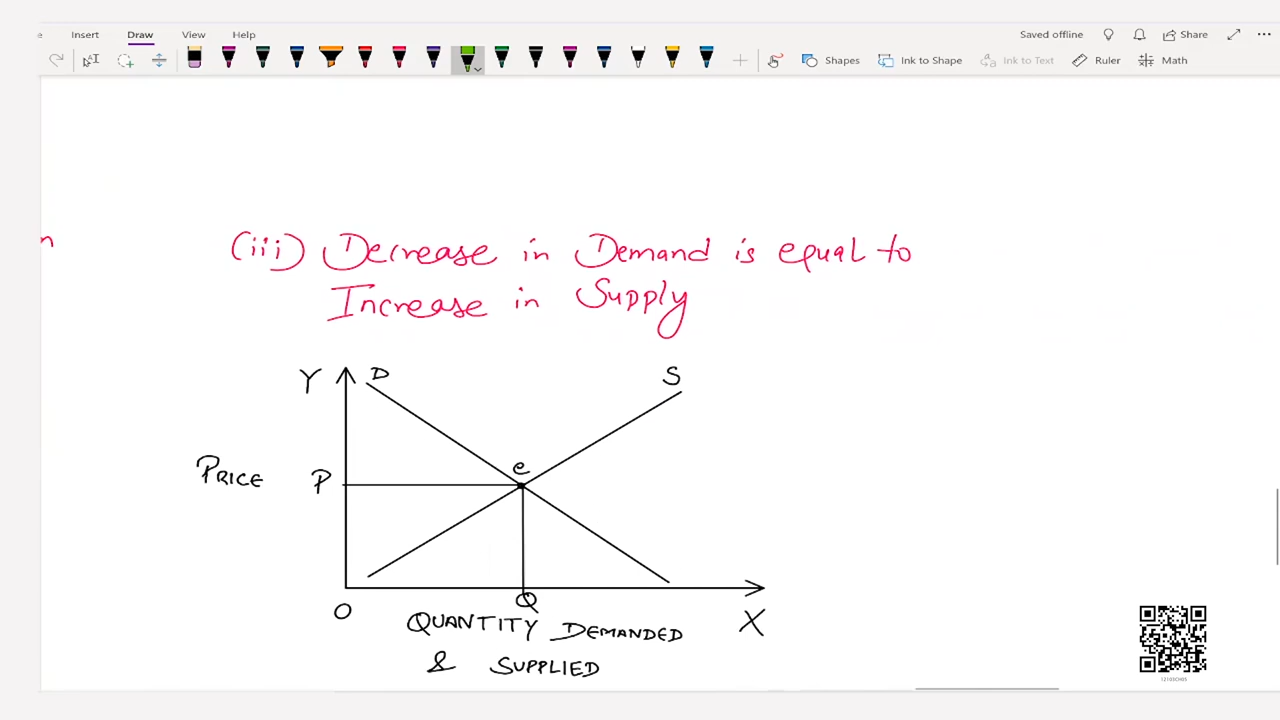 Insert Draw View Help Saved offline Share
Shapes Ink to Shape Ink to Text Ruler Math
n
(iii) Decrease in Demand is equal to
Increase in Supply
Y D S
e
PRICE P
O Q X
QUANTITY DEMANDED
& SUPPLIED
12103CH05